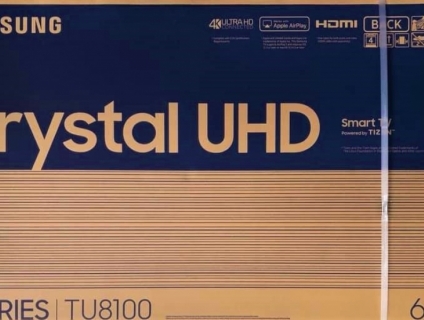 SUNG
4K ULTRA HD
Apple AirPlay
HDMI
BACK
rystal UHD
Smart TV
Powered by TIZEN
RIES | TU8100
6